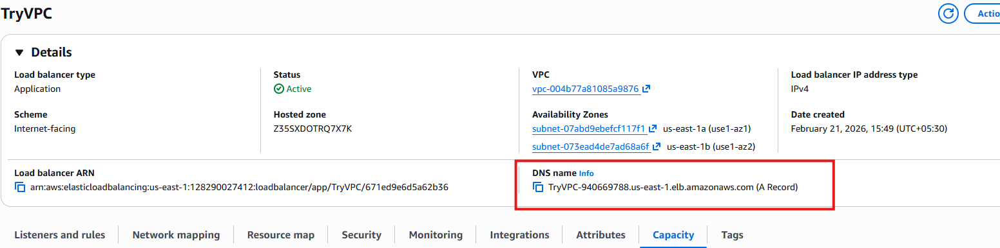 TryVPC
Actio
Details
Load balancer type
Application
Status
Active
VPC
vpc-004b77a81085a9876
Load balancer IP address type
IPv4
Scheme
Internet-facing
Hosted zone
Z35SXDOTRQ7X7K
Availability Zones
subnet-07abd9ebefcf117f1 us-east-1a (use1-az1)
subnet-073ead4de7ad68a6f us-east-1b (use1-az2)
Date created
February 21, 2026, 15:49 (UTC+05:30)
Load balancer ARN
arn:aws:elasticloadbalancing:us-east-1:128290027412:loadbalancer/app/TryVPC/671ed9e6d5a62b36
DNS name Info
TryVPC-940669788.us-east-1.elb.amazonaws.com (A Record)
Listeners and rules Network mapping Resource map Security Monitoring Integrations Attributes Capacity Tags